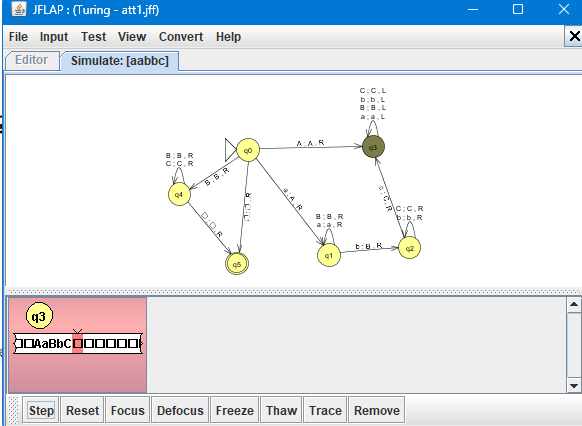 JFLAP : (Turing - att1.jff)
File Input Test View Convert Help
Editor Simulate: [aabbc]
C ; C , L
b ; b , L
B ; B , L
a ; a , L
q0
A ; A , R
q3
B ; B , R
C ; C , R
q4
B ; B , R
□ ; □ , R
a ; A , R
c ; C , R
□ ; □ , R
B ; B , R
a ; a , R
C ; C , R
b ; b , R
q5
q1
b ; B , R
q2
q3
□□AaBbC□□□□□□
Step Reset Focus Defocus Freeze Thaw Trace Remove